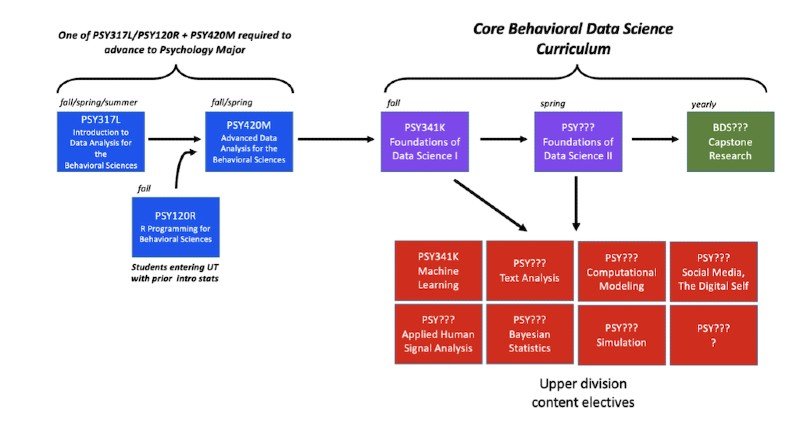 One of PSY317L/PSY120R + PSY420M required to
advance to Psychology Major
Core Behavioral Data Science
Curriculum
fall/spring/summer
PSY317L
Introduction to
Data Analysis for
the
Behavioral Sciences
fall/spring
PSY420M
Advanced Data
Analysis for the
Behavioral Sciences
fall
PSY120R
R Programming for
Behavioral Sciences
Students entering UT
with prior intro stats
fall
PSY341K
Foundations of
Data Science I
spring
PSY???
Foundations of
Data Science II
yearly
BDS???
Capstone
Research
PSY341K
Machine
Learning
PSY???
Text Analysis
PSY???
Computational
Modeling
PSY???
Social Media,
The Digital Self
PSY???
Applied Human
Signal Analysis
PSY???
Bayesian
Statistics
PSY???
Simulation
PSY???
?
Upper division
content electives